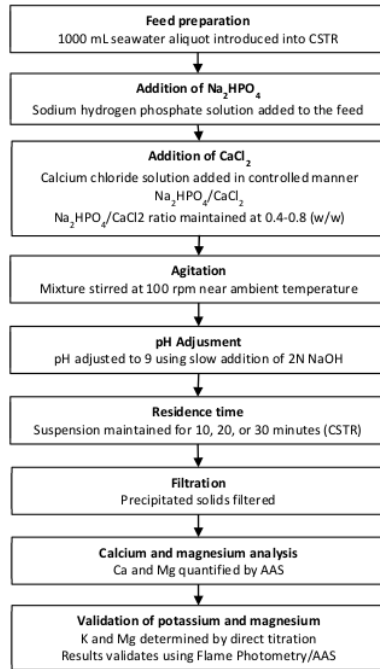 Feed preparation
1000 mL seawater aliquot introduced into CSTR
Addition of Na₂HPO₄
Sodium hydrogen phosphate solution added to the feed
Addition of CaCl₂
Calcium chloride solution added in controlled manner
Na₂HPO₄/CaCl₂
Na₂HPO₄/CaCl2 ratio maintained at 0.4-0.8 (w/w)
Agitation
Mixture stirred at 100 rpm near ambient temperature
pH Adjusment
pH adjusted to 9 using slow addition of 2N NaOH
Residence time
Suspension maintained for 10, 20, or 30 minutes (CSTR)
Filtration
Precipitated solids filtered
Calcium and magnesium analysis
Ca and Mg quantified by AAS
Validation of potassium and magnesium
K and Mg determined by direct titration
Results validates using Flame Photometry/AAS